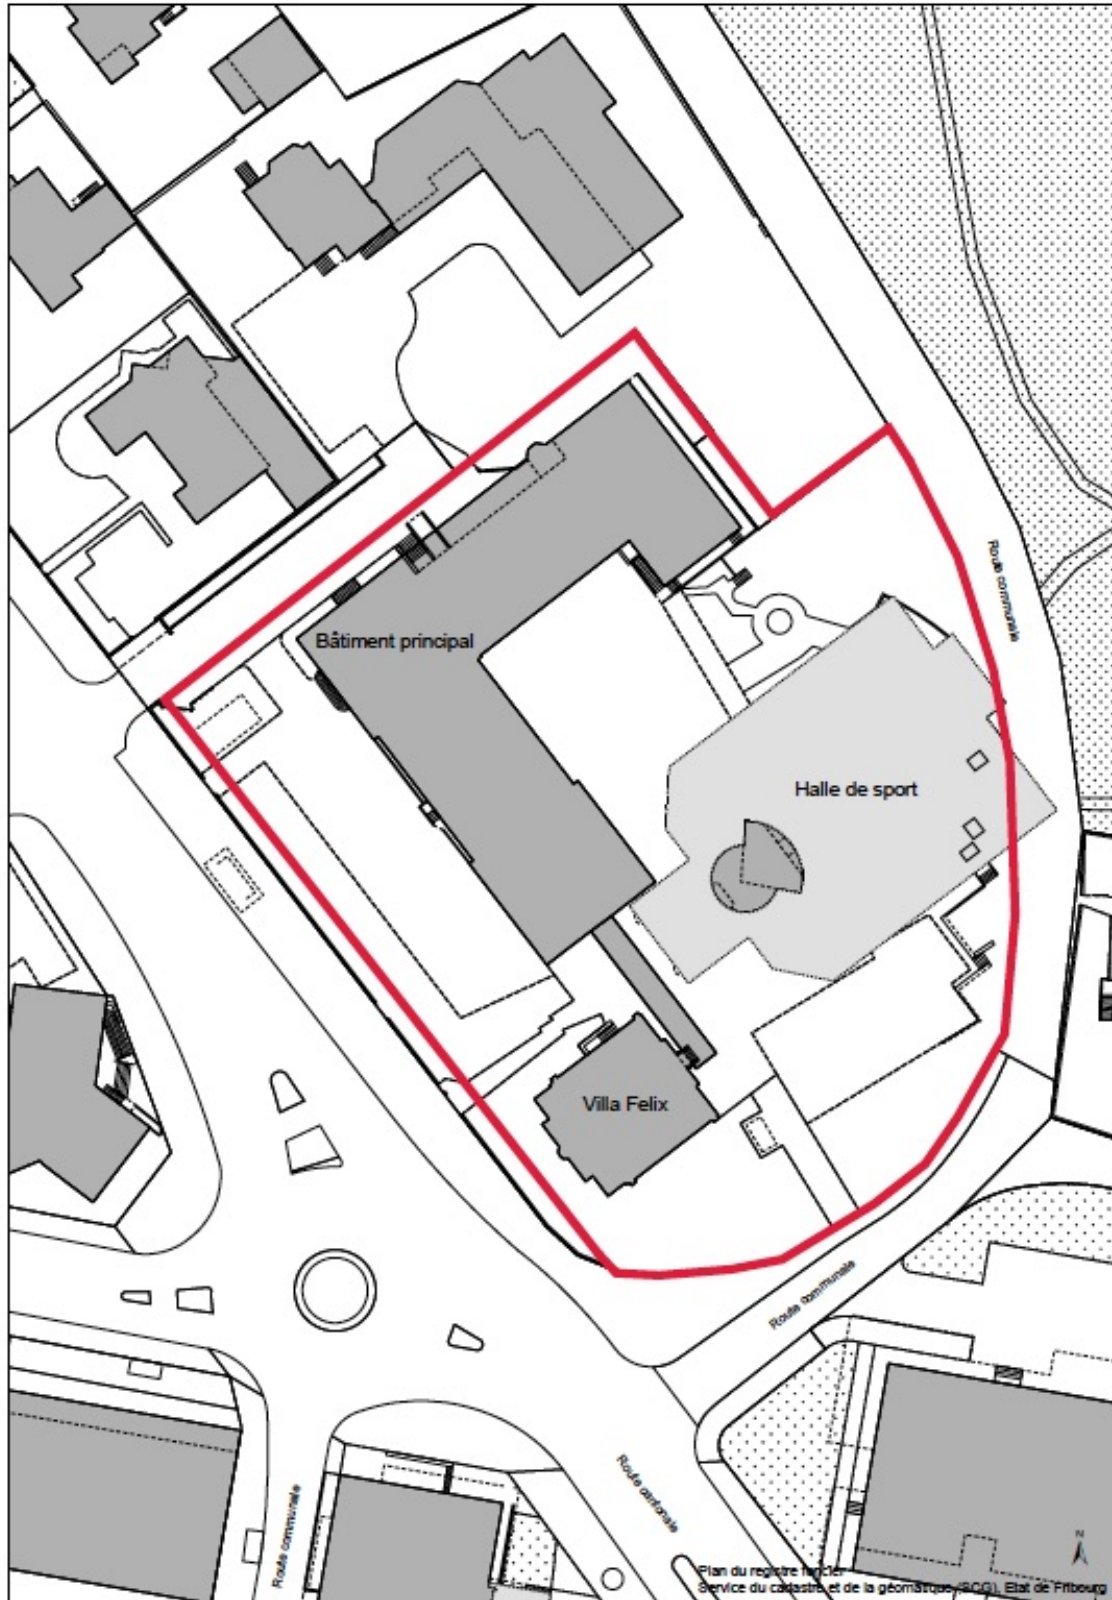 Route communale
Bâtiment principal
Halle de sport
Villa Felix
Route communale
Route cantonale
Route communale
N
Plan du registre foncier
Service du cadastre et de la géomatique (SCG), Etat de Fribourg